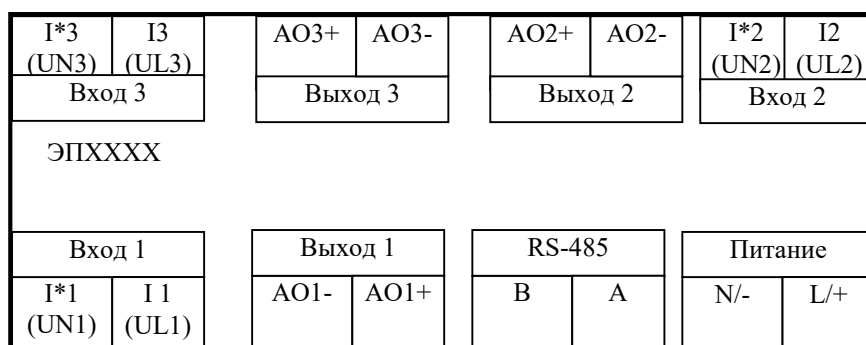 I*3 I3 AO3+ AO3- AO2+ AO2- I*2 I2
(UN3) (UL3) (UN2) (UL2)
Вход 3 Выход 3 Выход 2 Вход 2
ЭПХХХХ
Вход 1 Выход 1 RS-485 Питание
I*1 I 1 AO1- AO1+ B A N/- L/+
(UN1) (UL1)